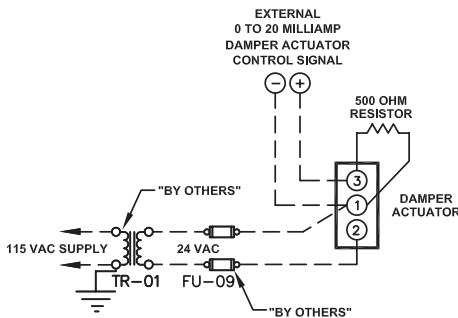 EXTERNAL
0 TO 20 MILLIAMP
DAMPER ACTUATOR
CONTROL SIGNAL
− +
500 OHM
RESISTOR
3
1
2
DAMPER
ACTUATOR
"BY OTHERS"
115 VAC SUPPLY
24 VAC
TR-01
FU-09
"BY OTHERS"